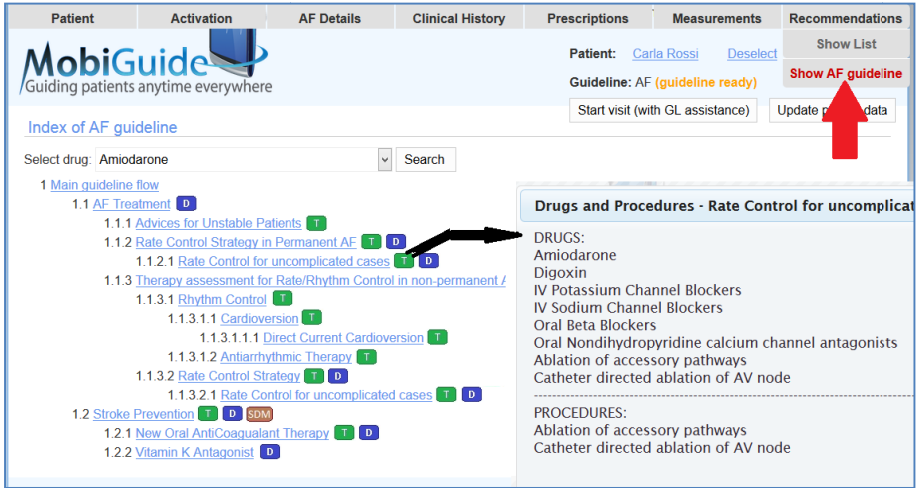 Patient Activation AF Details Clinical History Prescriptions Measurements Recommendations
Show List
Show AF guideline
MobiGuide
Guiding patients anytime everywhere
Patient: Carla Rossi Deselect
Guideline: AF (guideline ready)
Start visit (with GL assistance) Update p data
Index of AF guideline
Select drug: Amiodarone Search
1 Main guideline flow
1.1 AF Treatment D
1.1.1 Advices for Unstable Patients T
1.1.2 Rate Control Strategy in Permanent AF T D
1.1.2.1 Rate Control for uncomplicated cases T D
1.1.3 Therapy assessment for Rate/Rhythm Control in non-permanent A
1.1.3.1 Rhythm Control T
1.1.3.1.1 Cardioversion T
1.1.3.1.1.1 Direct Current Cardioversion T
1.1.3.1.2 Antiarrhythmic Therapy T
1.1.3.2 Rate Control Strategy T D
1.1.3.2.1 Rate Control for uncomplicated cases T D
1.2 Stroke Prevention T D SDM
1.2.1 New Oral AntiCoagualant Therapy T D
1.2.2 Vitamin K Antagonist D
Drugs and Procedures - Rate Control for uncomplicat
DRUGS:
Amiodarone
Digoxin
IV Potassium Channel Blockers
IV Sodium Channel Blockers
Oral Beta Blockers
Oral Nondihydropyridine calcium channel antagonists
Ablation of accessory pathways
Catheter directed ablation of AV node
PROCEDURES:
Ablation of accessory pathways
Catheter directed ablation of AV node